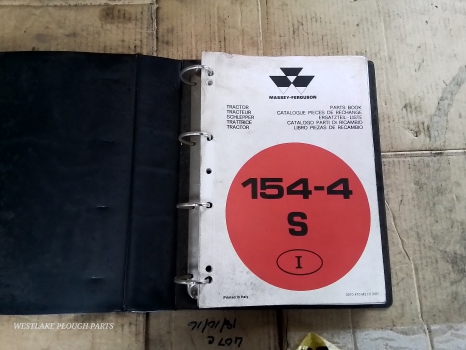 MASSEY-FERGUSON
TRACTOR PARTS BOOK
TRACTEUR CATALOGUE PIECES DE RECHANGE
SCHLEPPER ERSATZTEIL-LISTE
TRATTRICE CATALOGO PARTI DI RICAMBIO
TRACTOR LIBRO PIEZAS DE RECAMBIO
154-4
S
I
Printed in Italy
WESTLAKE PLOUGH PARTS